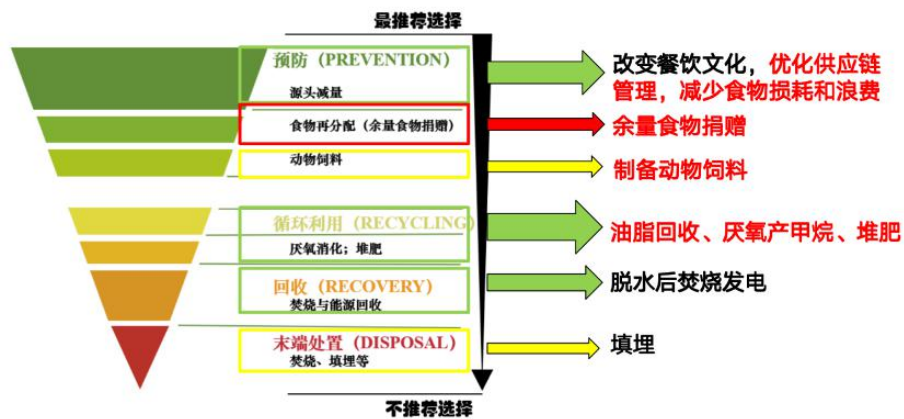 最推荐选择
预防（PREVENTION）
源头减量
改变餐饮文化，优化供应链
管理，减少食物损耗和浪费
食物再分配（余量食物捐赠）
余量食物捐赠
动物饲料
制备动物饲料
循环利用（RECYCLING）
厌氧消化；堆肥
油脂回收、厌氧产甲烷、堆肥
回收（RECOVERY）
焚烧与能源回收
脱水后焚烧发电
末端处置（DISPOSAL）
焚烧、填埋等
填埋
不推荐选择